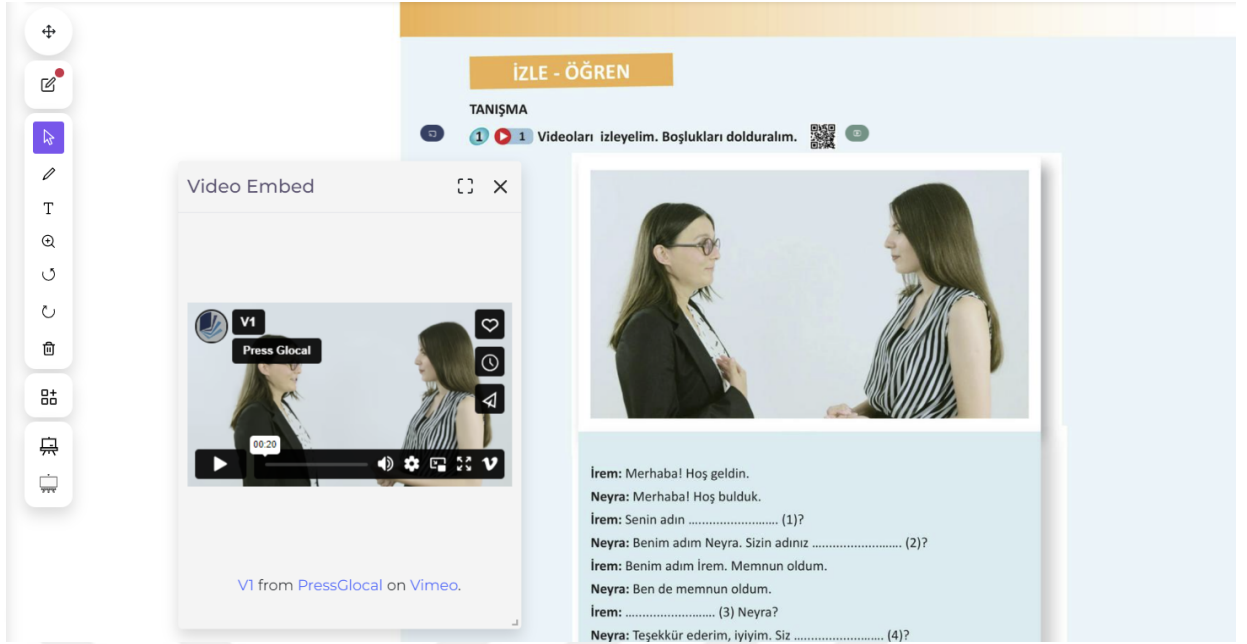 İZLE - ÖĞREN
TANIŞMA
1 1 Videoları izleyelim. Boşlukları dolduralım.
T
Video Embed
V1
Press Glocal
00:20
V1 from PressGlocal on Vimeo.
İrem: Merhaba! Hoş geldin.
Neyra: Merhaba! Hoş bulduk.
İrem: Senin adın .......................... (1)?
Neyra: Benim adım Neyra. Sizin adınız .......................... (2)?
İrem: Benim adım İrem. Memnun oldum.
Neyra: Ben de memnun oldum.
İrem: .......................... (3) Neyra?
Neyra: Teşekkür ederim, iyiyim. Siz .......................... (4)?